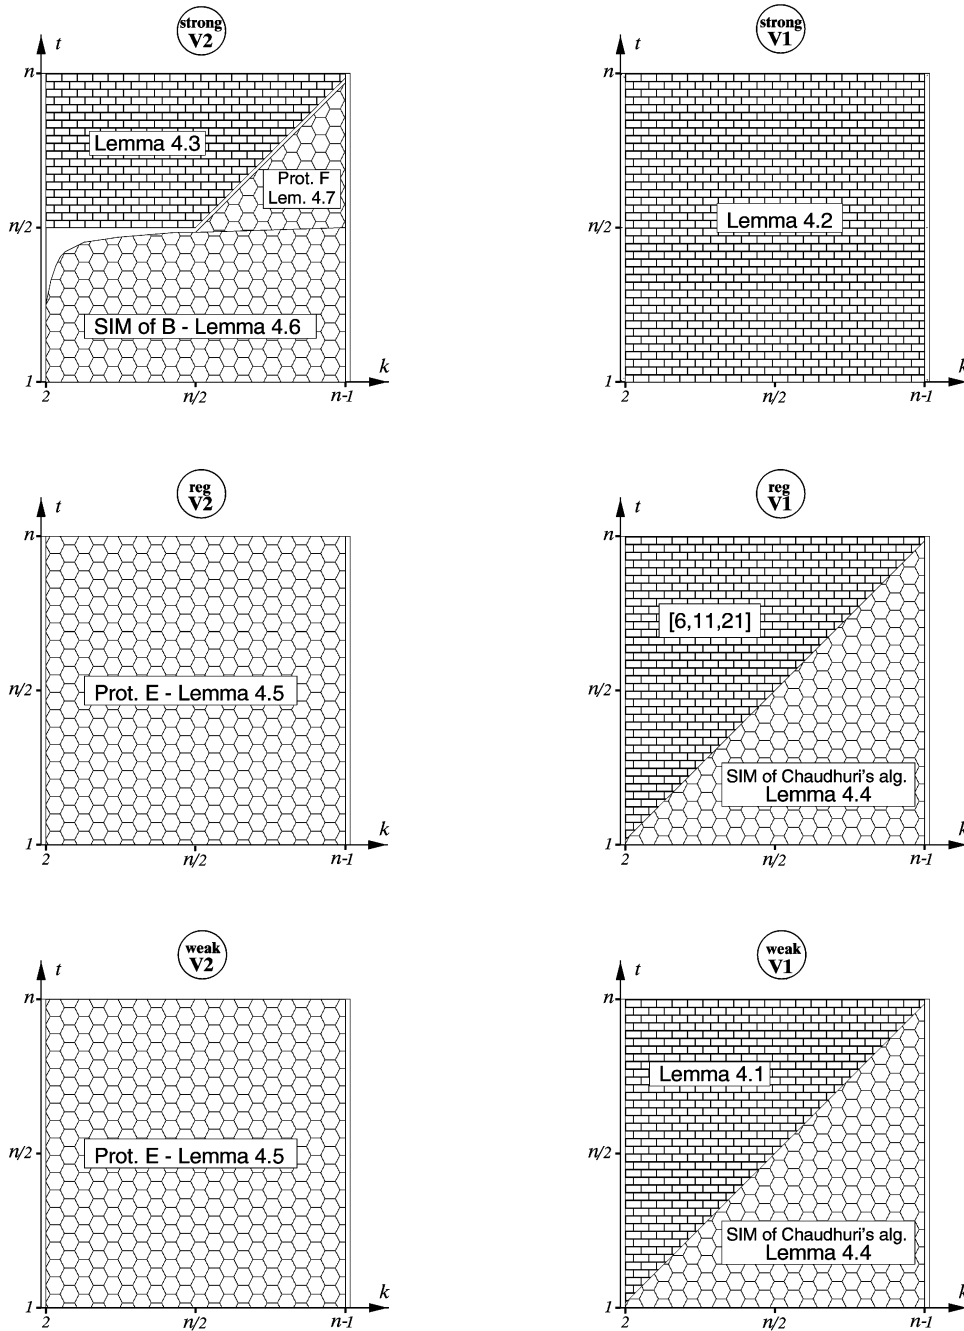 strong
V2
t
n
Lemma 4.3
Prot. F
Lem. 4.7
n/2
SIM of B - Lemma 4.6
k
1
2
n/2
n-1
strong
V1
t
n
Lemma 4.2
n/2
k
1
2
n/2
n-1
reg
V2
t
n
n/2
Prot. E - Lemma 4.5
k
1
2
n/2
n-1
reg
V1
t
n
[6,11,21]
n/2
SIM of Chaudhuri's alg.
Lemma 4.4
k
1
2
n/2
n-1
weak
V2
t
n
n/2
Prot. E - Lemma 4.5
k
1
2
n/2
n-1
weak
V1
t
n
Lemma 4.1
n/2
SIM of Chaudhuri's alg.
Lemma 4.4
k
1
2
n/2
n-1